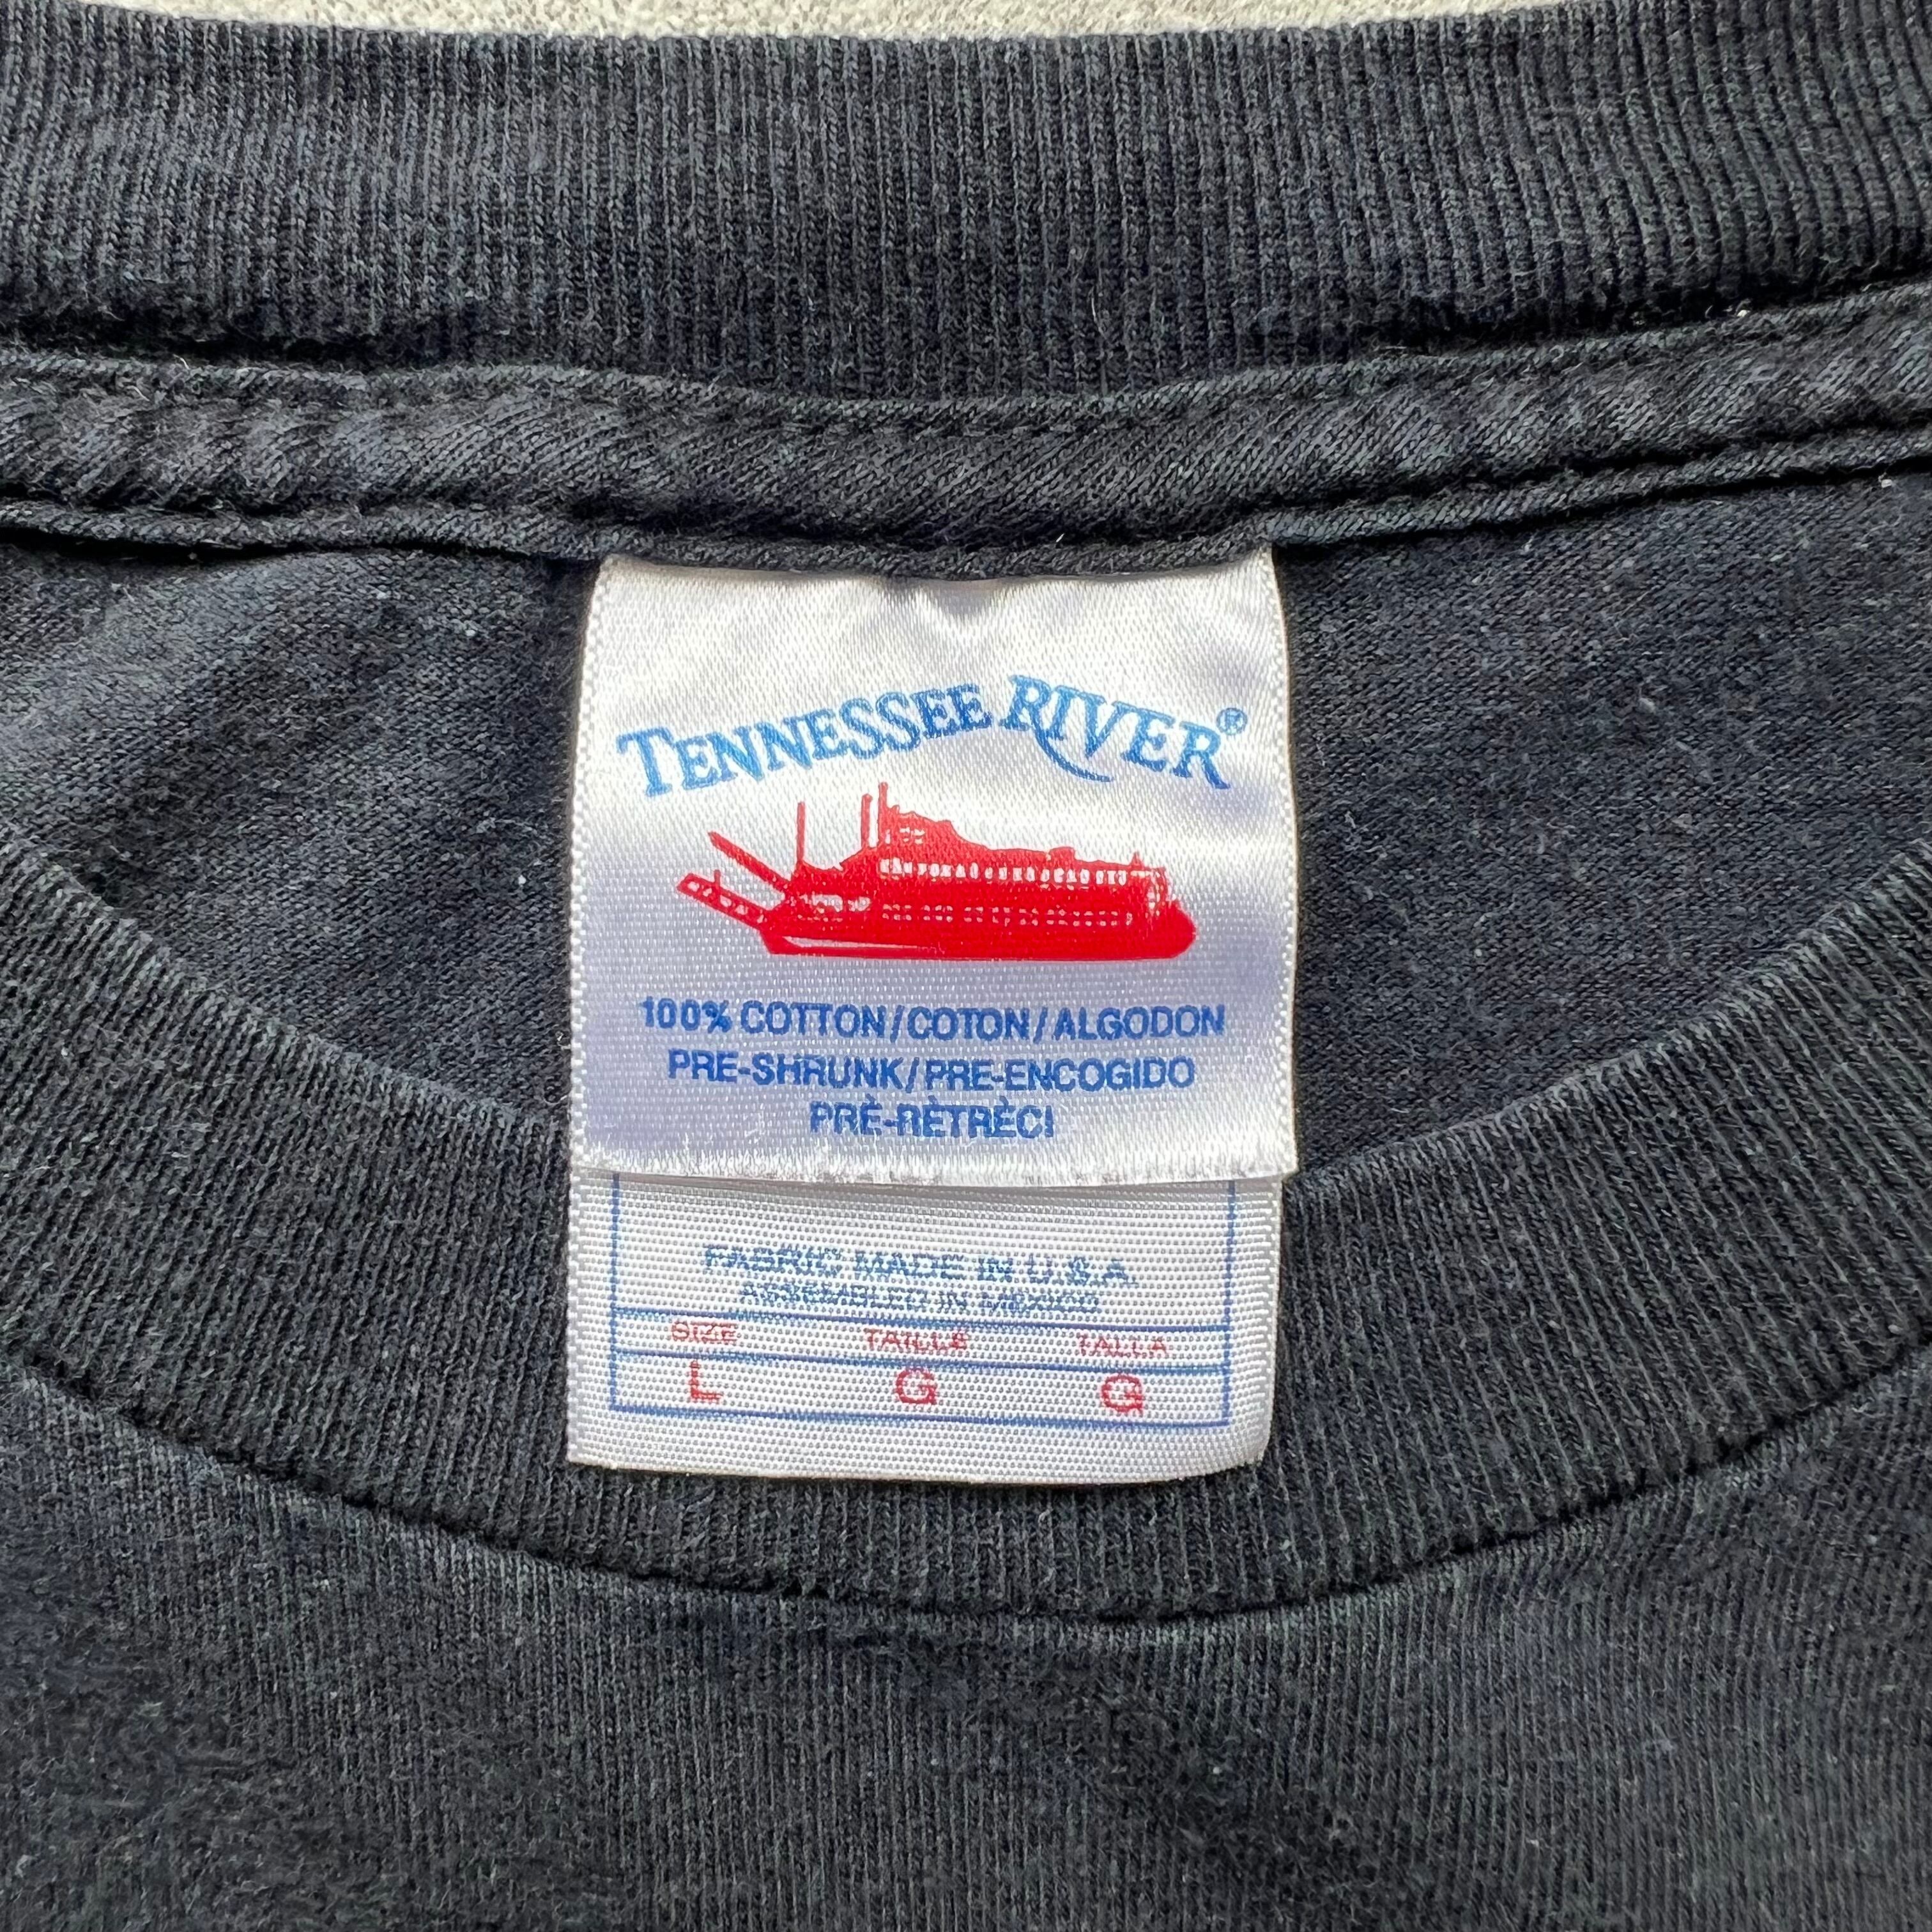 TENNESSEE RIVER®
100% COTTON/COTON/ALGODON
PRE-SHRUNK/PRE-ENCOGIDO
PRÈ-RÈTRÈCI
FABRIC MADE IN U.S.A.
ASSEMBLED IN MEXICO
SIZE TAILLE TALLA
L G G